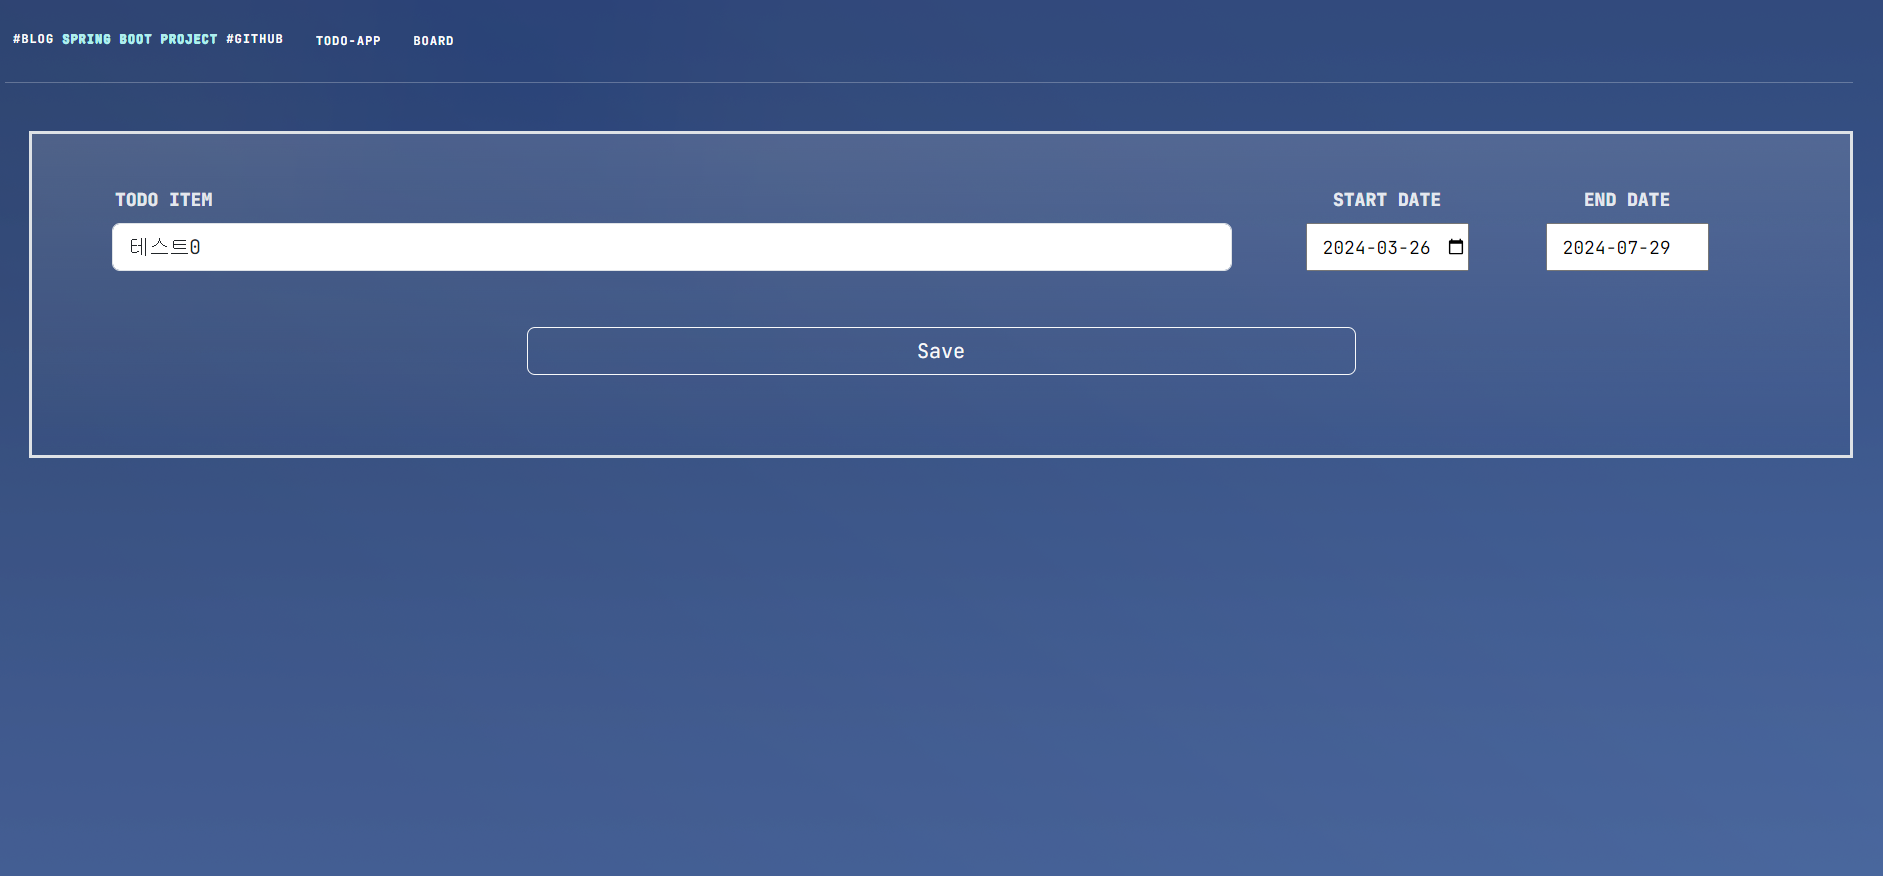 #BLOG SPRING BOOT PROJECT #GITHUB TODO-APP BOARD
TODO ITEM START DATE END DATE
테스트0 2024-03-26 2024-07-29
Save